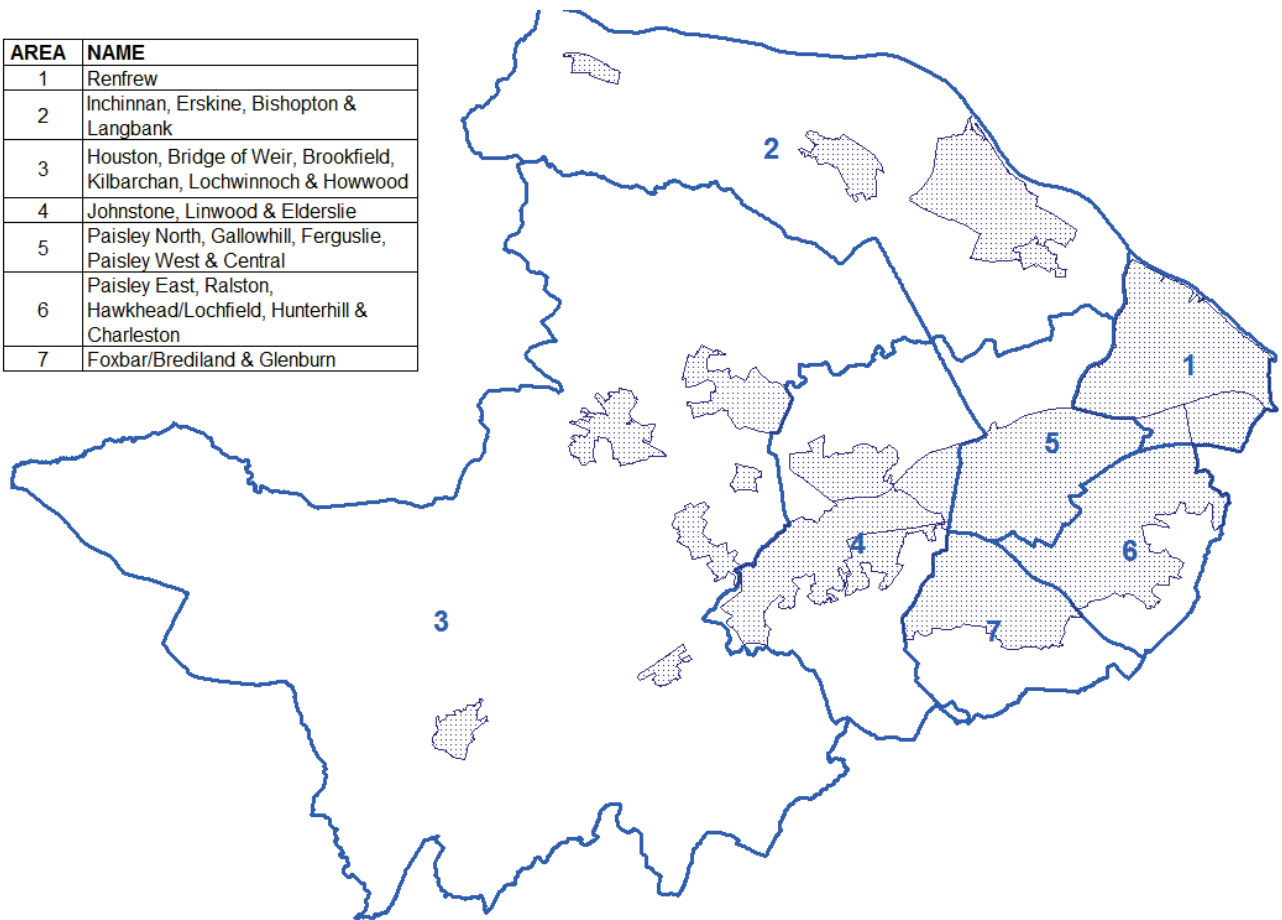 AREA NAME
1 Renfrew
2 Inchinnan, Erskine, Bishopton &
Langbank
3 Houston, Bridge of Weir, Brookfield,
Kilbarchan, Lochwinnoch & Howwood
4 Johnstone, Linwood & Elderslie
5 Paisley North, Gallowhill, Ferguslie,
Paisley West & Central
6 Paisley East, Ralston,
Hawkhead/Lochfield, Hunterhill &
Charleston
7 Foxbar/Brediland & Glenburn
2
1
5
4
6
3
7